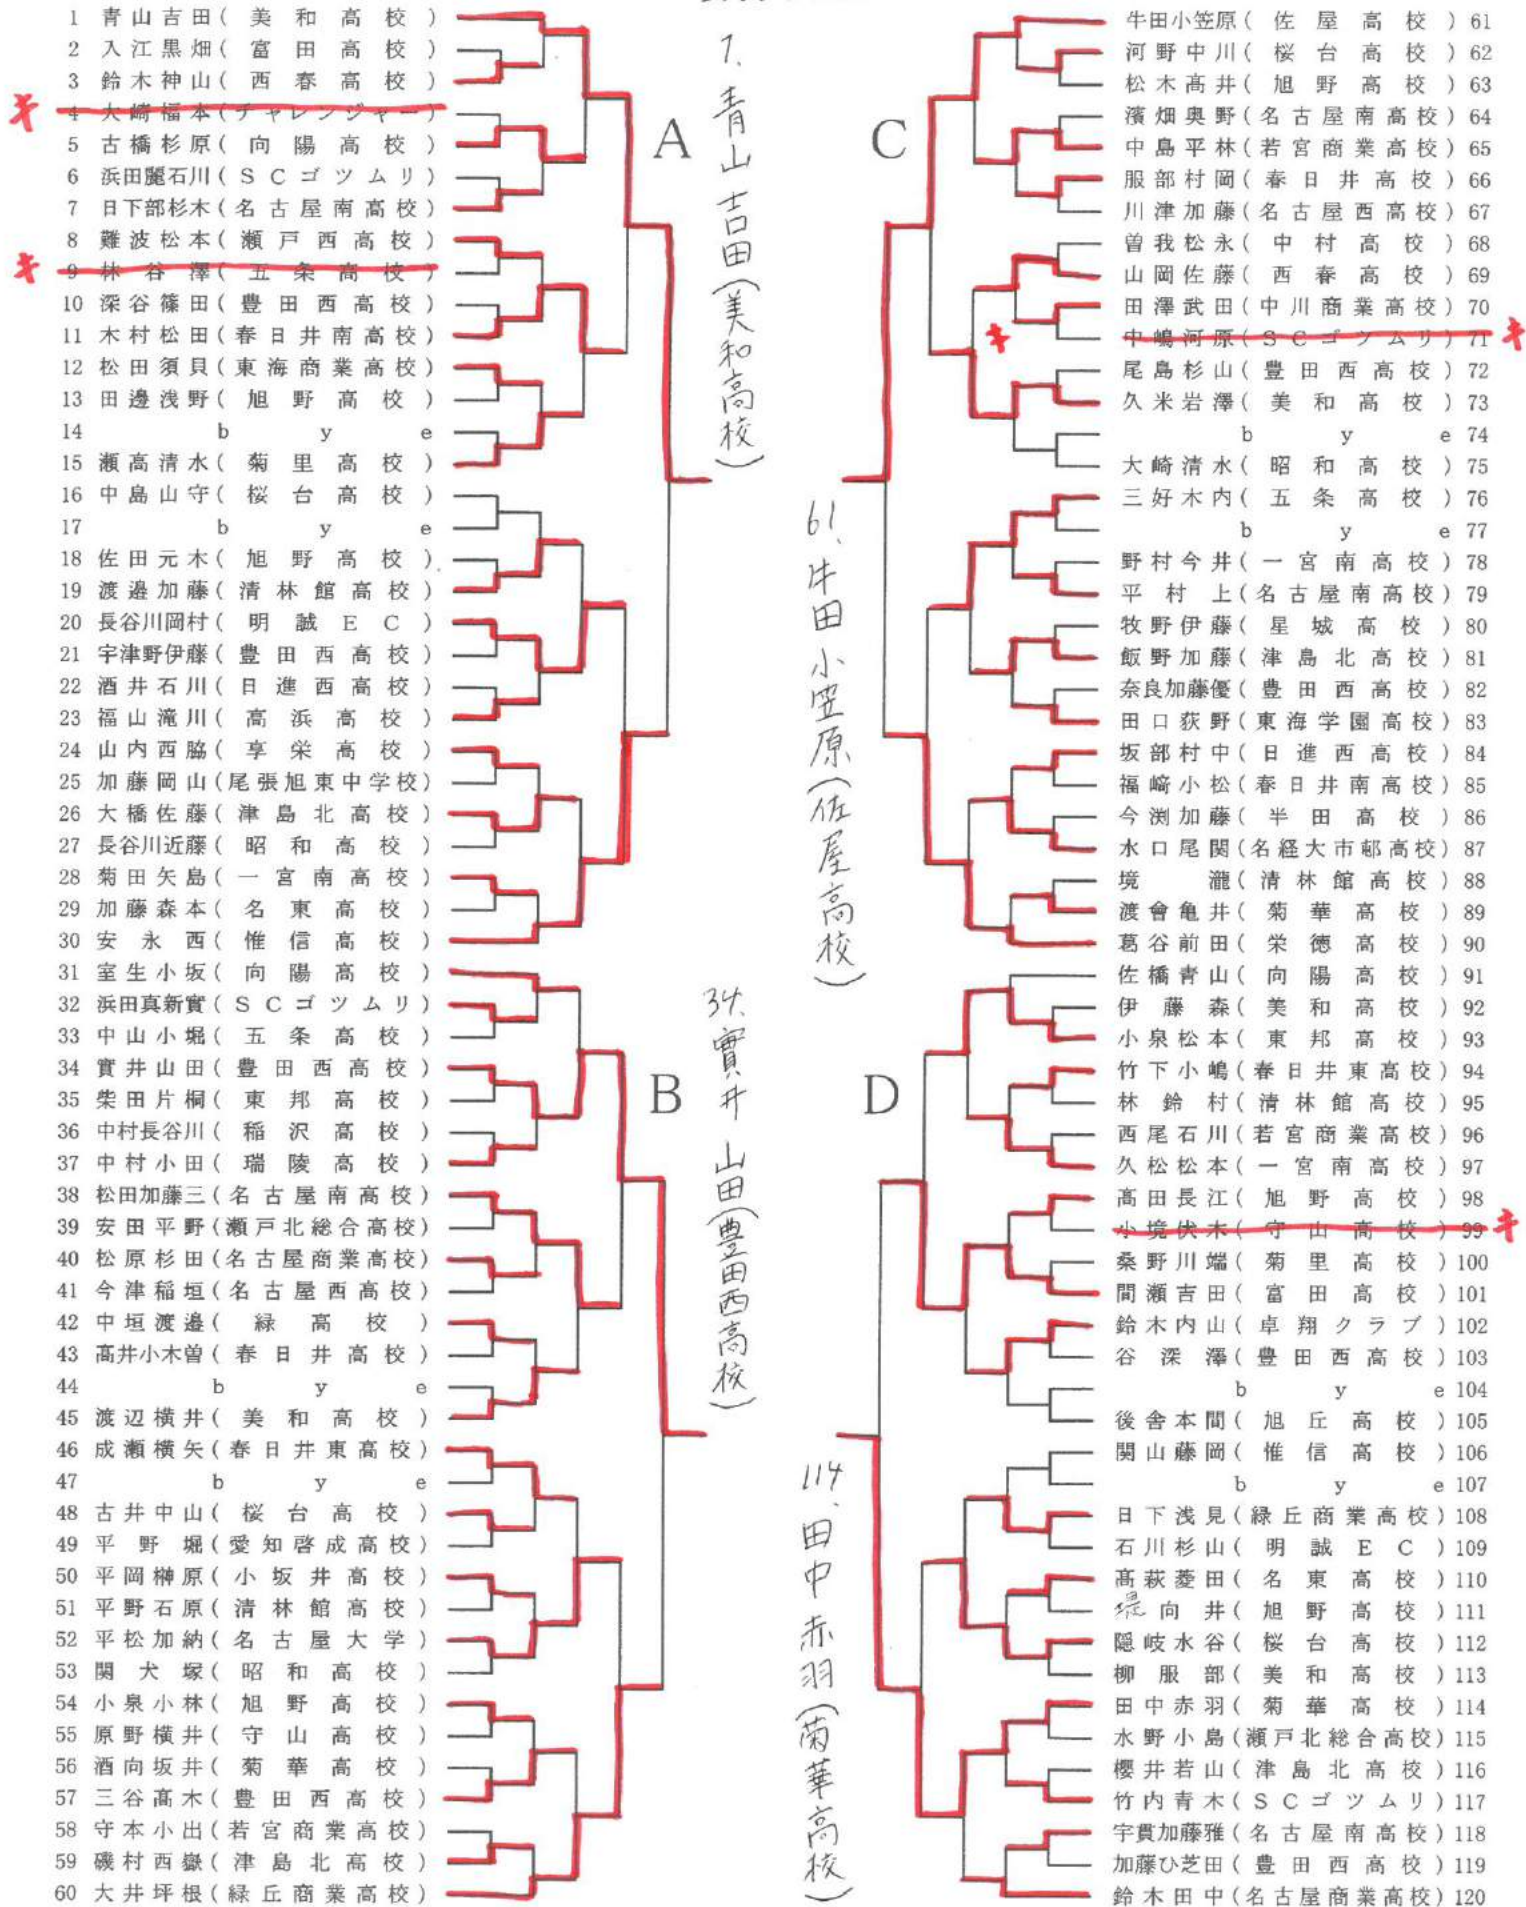 1 青山吉田(美和高校)
2 入江黒畑(富田高校)
3 鈴木神山(西春高校)
キ 4 大崎福本(チャレンジャー)
5 古橋杉原(向陽高校)
6 浜田麗石川(SCゴツムリ)
7 日下部杉木(名古屋南高校)
8 難波松本(瀬戸西高校)
キ 9 林谷澤(五条高校)
10 深谷篠田(豊田西高校)
11 木村松田(春日井南高校)
12 松田須貝(東海商業高校)
13 田邊浅野(旭野高校)
14 bye
15 瀬高清水(菊里高校)
16 中島山守(桜台高校)
17 bye
18 佐田元木(旭野高校)
19 渡邉加藤(清林館高校)
20 長谷川岡村(明誠EC)
21 宇津野伊藤(豊田西高校)
22 酒井石川(日進西高校)
23 福山滝川(高浜高校)
24 山内西脇(享栄高校)
25 加藤岡山(尾張旭東中学校)
26 大橋佐藤(津島北高校)
27 長谷川近藤(昭和高校)
28 菊田矢島(一宮南高校)
29 加藤森本(名東高校)
30 安永西(惟信高校)
31 室生小坂(向陽高校)
32 浜田真新實(SCゴツムリ)
33 中山小堀(五条高校)
34 寳井山田(豊田西高校)
35 柴田片桐(東邦高校)
36 中村長谷川(稲沢高校)
37 中村小田(瑞陵高校)
38 松田加藤三(名古屋南高校)
39 安田平野(瀬戸北総合高校)
40 松原杉田(名古屋商業高校)
41 今津稲垣(名古屋西高校)
42 中垣渡邉(緑高校)
43 高井小木曽(春日井高校)
44 bye
45 渡辺横井(美和高校)
46 成瀬横矢(春日井東高校)
47 bye
48 古井中山(桜台高校)
49 平野堀(愛知啓成高校)
50 平岡榊原(小坂井高校)
51 平野石原(清林館高校)
52 平松加納(名古屋大学)
53 関犬塚(昭和高校)
54 小泉小林(旭野高校)
55 原野横井(守山高校)
56 酒向坂井(菊華高校)
57 三谷髙木(豊田西高校)
58 守本小出(若宮商業高校)
59 磯村西嶽(津島北高校)
60 大井坪根(緑丘商業高校)
A
1. 青山吉田(美和高校)
B
34. 寳井山田(豊田西高校)
C
61. 牛田小笠原(佐屋高校)
D
114. 田中赤羽(菊華高校)
牛田小笠原(佐屋高校)61
河野中川(桜台高校)62
松木高井(旭野高校)63
濱畑奥野(名古屋南高校)64
中島平林(若宮商業高校)65
服部村岡(春日井高校)66
川津加藤(名古屋西高校)67
曽我松永(中村高校)68
山岡佐藤(西春高校)69
田澤武田(中川商業高校)70
キ 中嶋河原(SCゴツムリ)71 キ
尾島杉山(豊田西高校)72
久米岩澤(美和高校)73
bye 74
大崎清水(昭和高校)75
三好木内(五条高校)76
bye 77
野村今井(一宮南高校)78
平村上(名古屋南高校)79
牧野伊藤(星城高校)80
飯野加藤(津島北高校)81
奈良加藤優(豊田西高校)82
田口荻野(東海学園高校)83
坂部村中(日進西高校)84
福﨑小松(春日井南高校)85
今渕加藤(半田高校)86
水口尾関(名経大市邨高校)87
境瀧(清林館高校)88
渡會亀井(菊華高校)89
葛谷前田(栄徳高校)90
佐橋青山(向陽高校)91
伊藤森(美和高校)92
小泉松本(東邦高校)93
竹下小嶋(春日井東高校)94
林鈴村(清林館高校)95
西尾石川(若宮商業高校)96
久松松本(一宮南高校)97
髙田長江(旭野高校)98
小境伏木(守山高校)99 キ
桑野川端(菊里高校)100
間瀬吉田(富田高校)101
鈴木内山(卓翔クラブ)102
谷深澤(豊田西高校)103
bye 104
後舎本間(旭丘高校)105
関山藤岡(惟信高校)106
bye 107
日下浅見(緑丘商業高校)108
石川杉山(明誠EC)109
髙萩菱田(名東高校)110
堤向井(旭野高校)111
隠岐水谷(桜台高校)112
柳服部(美和高校)113
田中赤羽(菊華高校)114
水野小島(瀬戸北総合高校)115
櫻井若山(津島北高校)116
竹内青木(SCゴツムリ)117
宇貫加藤雅(名古屋南高校)118
加藤ひ芝田(豊田西高校)119
鈴木田中(名古屋商業高校)120